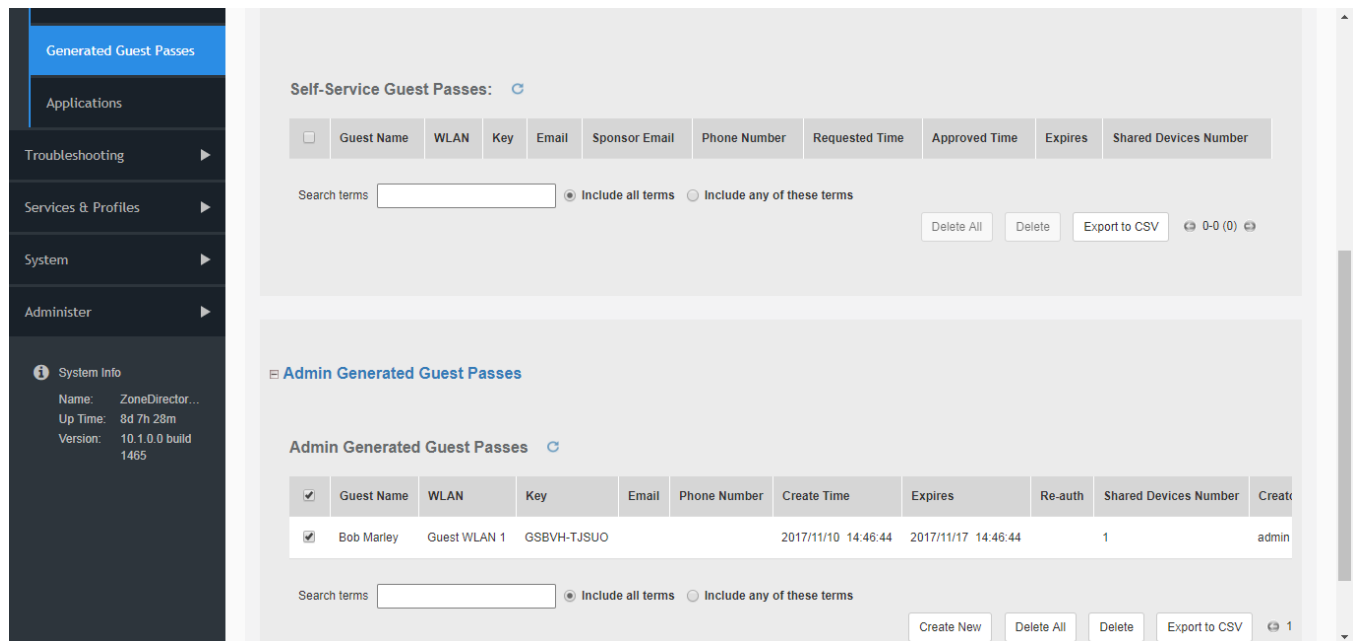 Generated Guest Passes
Applications
Troubleshooting
Services & Profiles
System
Administer
System Info
Name: ZoneDirector...
Up Time: 8d 7h 28m
Version: 10.1.0.0 build
1465
Self-Service Guest Passes:
Guest Name WLAN Key Email Sponsor Email Phone Number Requested Time Approved Time Expires Shared Devices Number
Search terms Include all terms Include any of these terms
Delete All Delete Export to CSV 0-0 (0)
Admin Generated Guest Passes
Admin Generated Guest Passes
Guest Name WLAN Key Email Phone Number Create Time Expires Re-auth Shared Devices Number Creato
Bob Marley Guest WLAN 1 GSBVH-TJSUO 2017/11/10 14:46:44 2017/11/17 14:46:44 1 admin
Search terms Include all terms Include any of these terms
Create New Delete All Delete Export to CSV 1